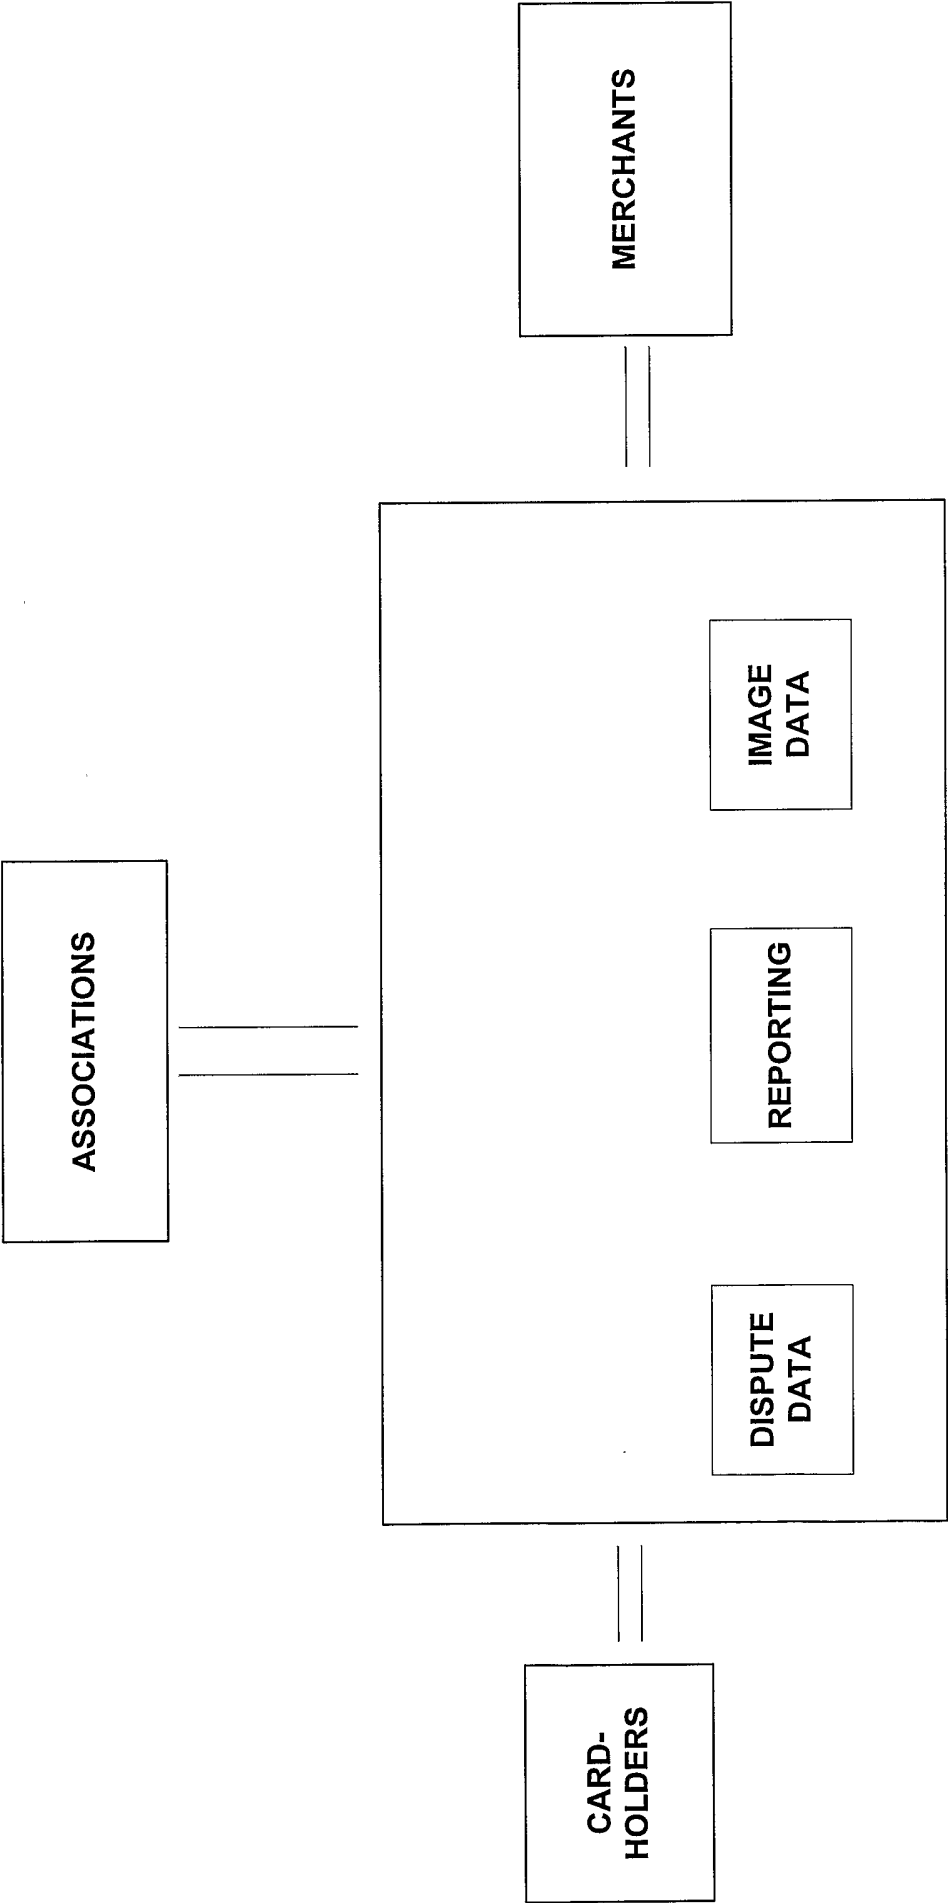 ASSOCIATIONS
CARD-
HOLDERS
MERCHANTS
DISPUTE
DATA
REPORTING
IMAGE
DATA